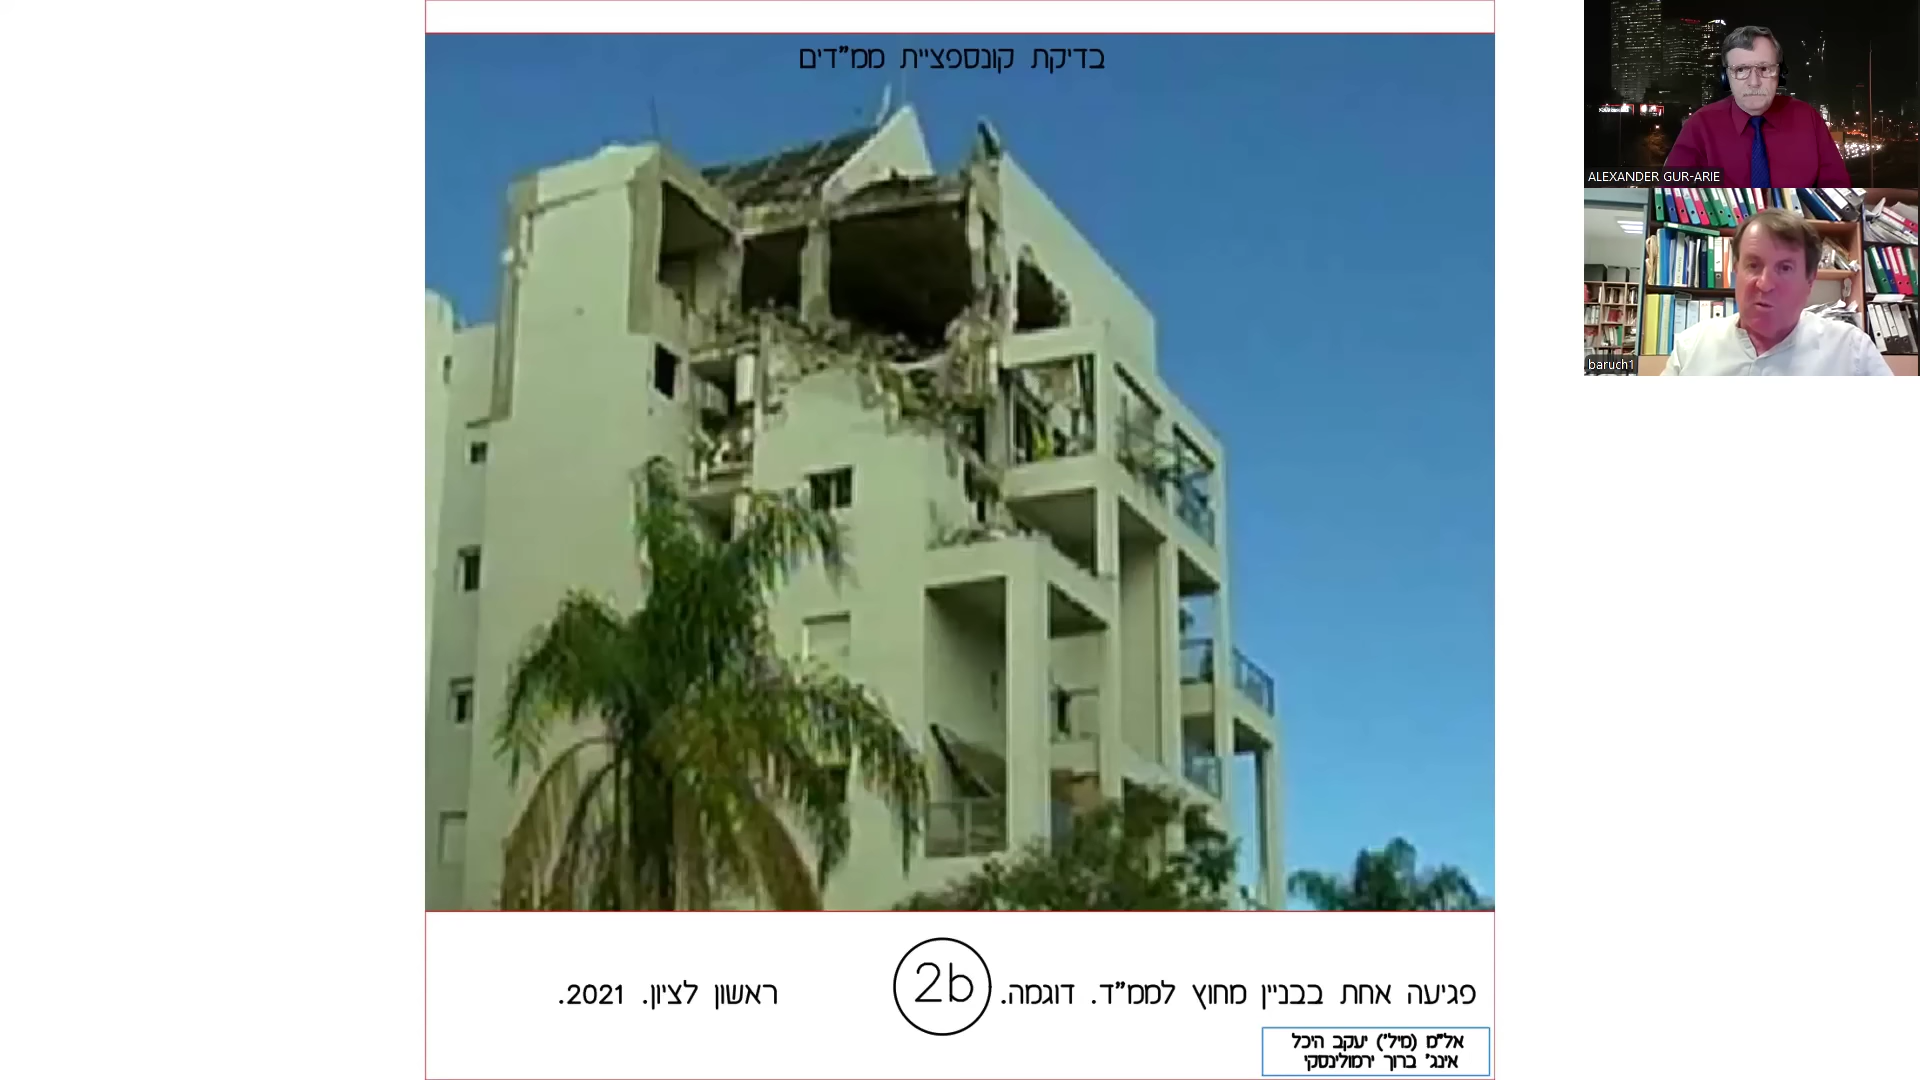 בדיקת קונספציית ממ"דים
ALEXANDER GUR-ARIE
baruch1
פגיעה אחת בבניין מחוץ לממ"ד. דוגמה. 2b ראשון לציון. 2021.
אל"מ (מיל') יעקב היכל
אינג' ברוך ירמולינסקי